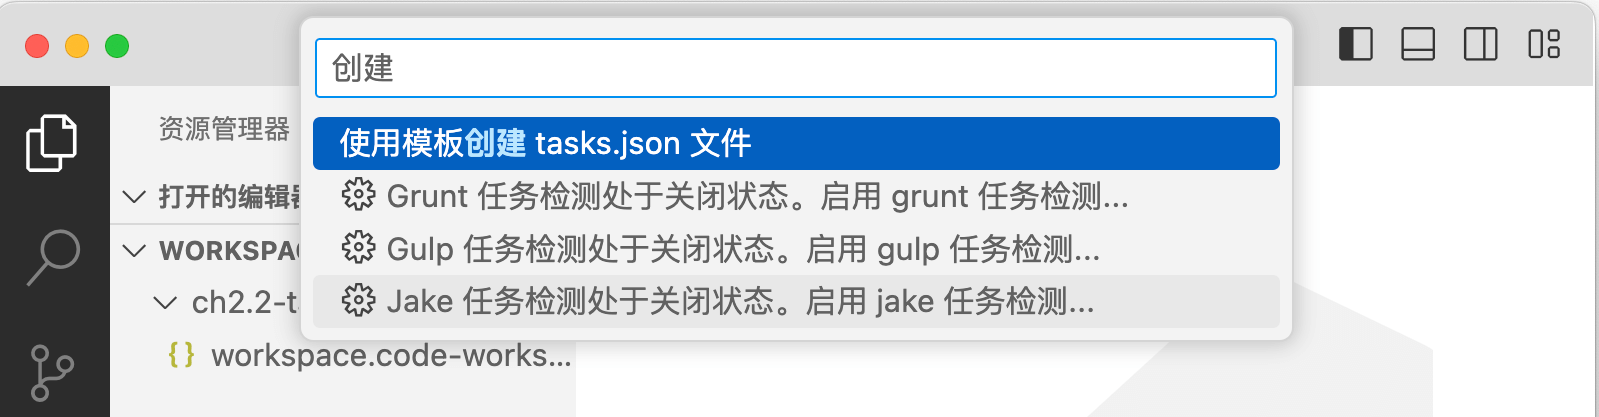 创建
使用模板创建 tasks.json 文件
Grunt 任务检测处于关闭状态。启用 grunt 任务检测...
Gulp 任务检测处于关闭状态。启用 gulp 任务检测...
Jake 任务检测处于关闭状态。启用 jake 任务检测...
资源管理器
打开的编辑器
WORKSPA
ch2.2-t
{} workspace.code-works...